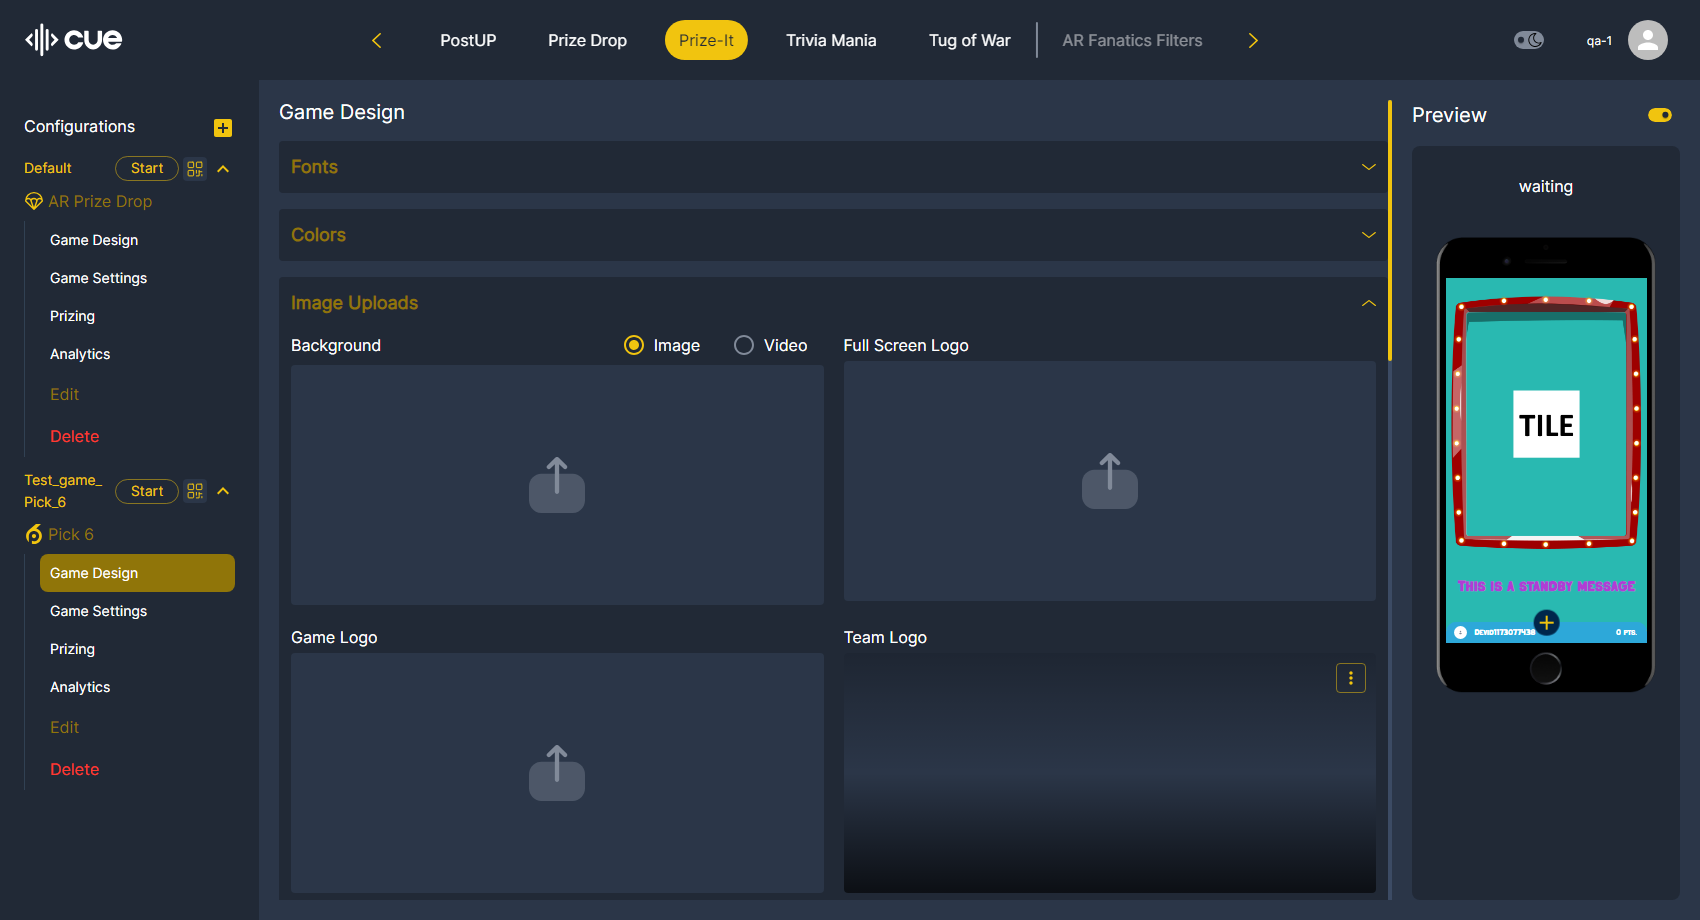 cue
PostUP
Prize Drop
Prize-It
Trivia Mania
Tug of War
AR Fanatics Filters
qa-1
Configurations
Default
Start
AR Prize Drop
Game Design
Game Settings
Prizing
Analytics
Edit
Delete
Test_game_
Pick_6
Start
Pick 6
Game Design
Game Settings
Prizing
Analytics
Edit
Delete
Game Design
Fonts
Colors
Image Uploads
Background
Image
Video
Full Screen Logo
Game Logo
Team Logo
Preview
waiting
TILE
THIS IS A STANDBY MESSAGE
0 PTS.